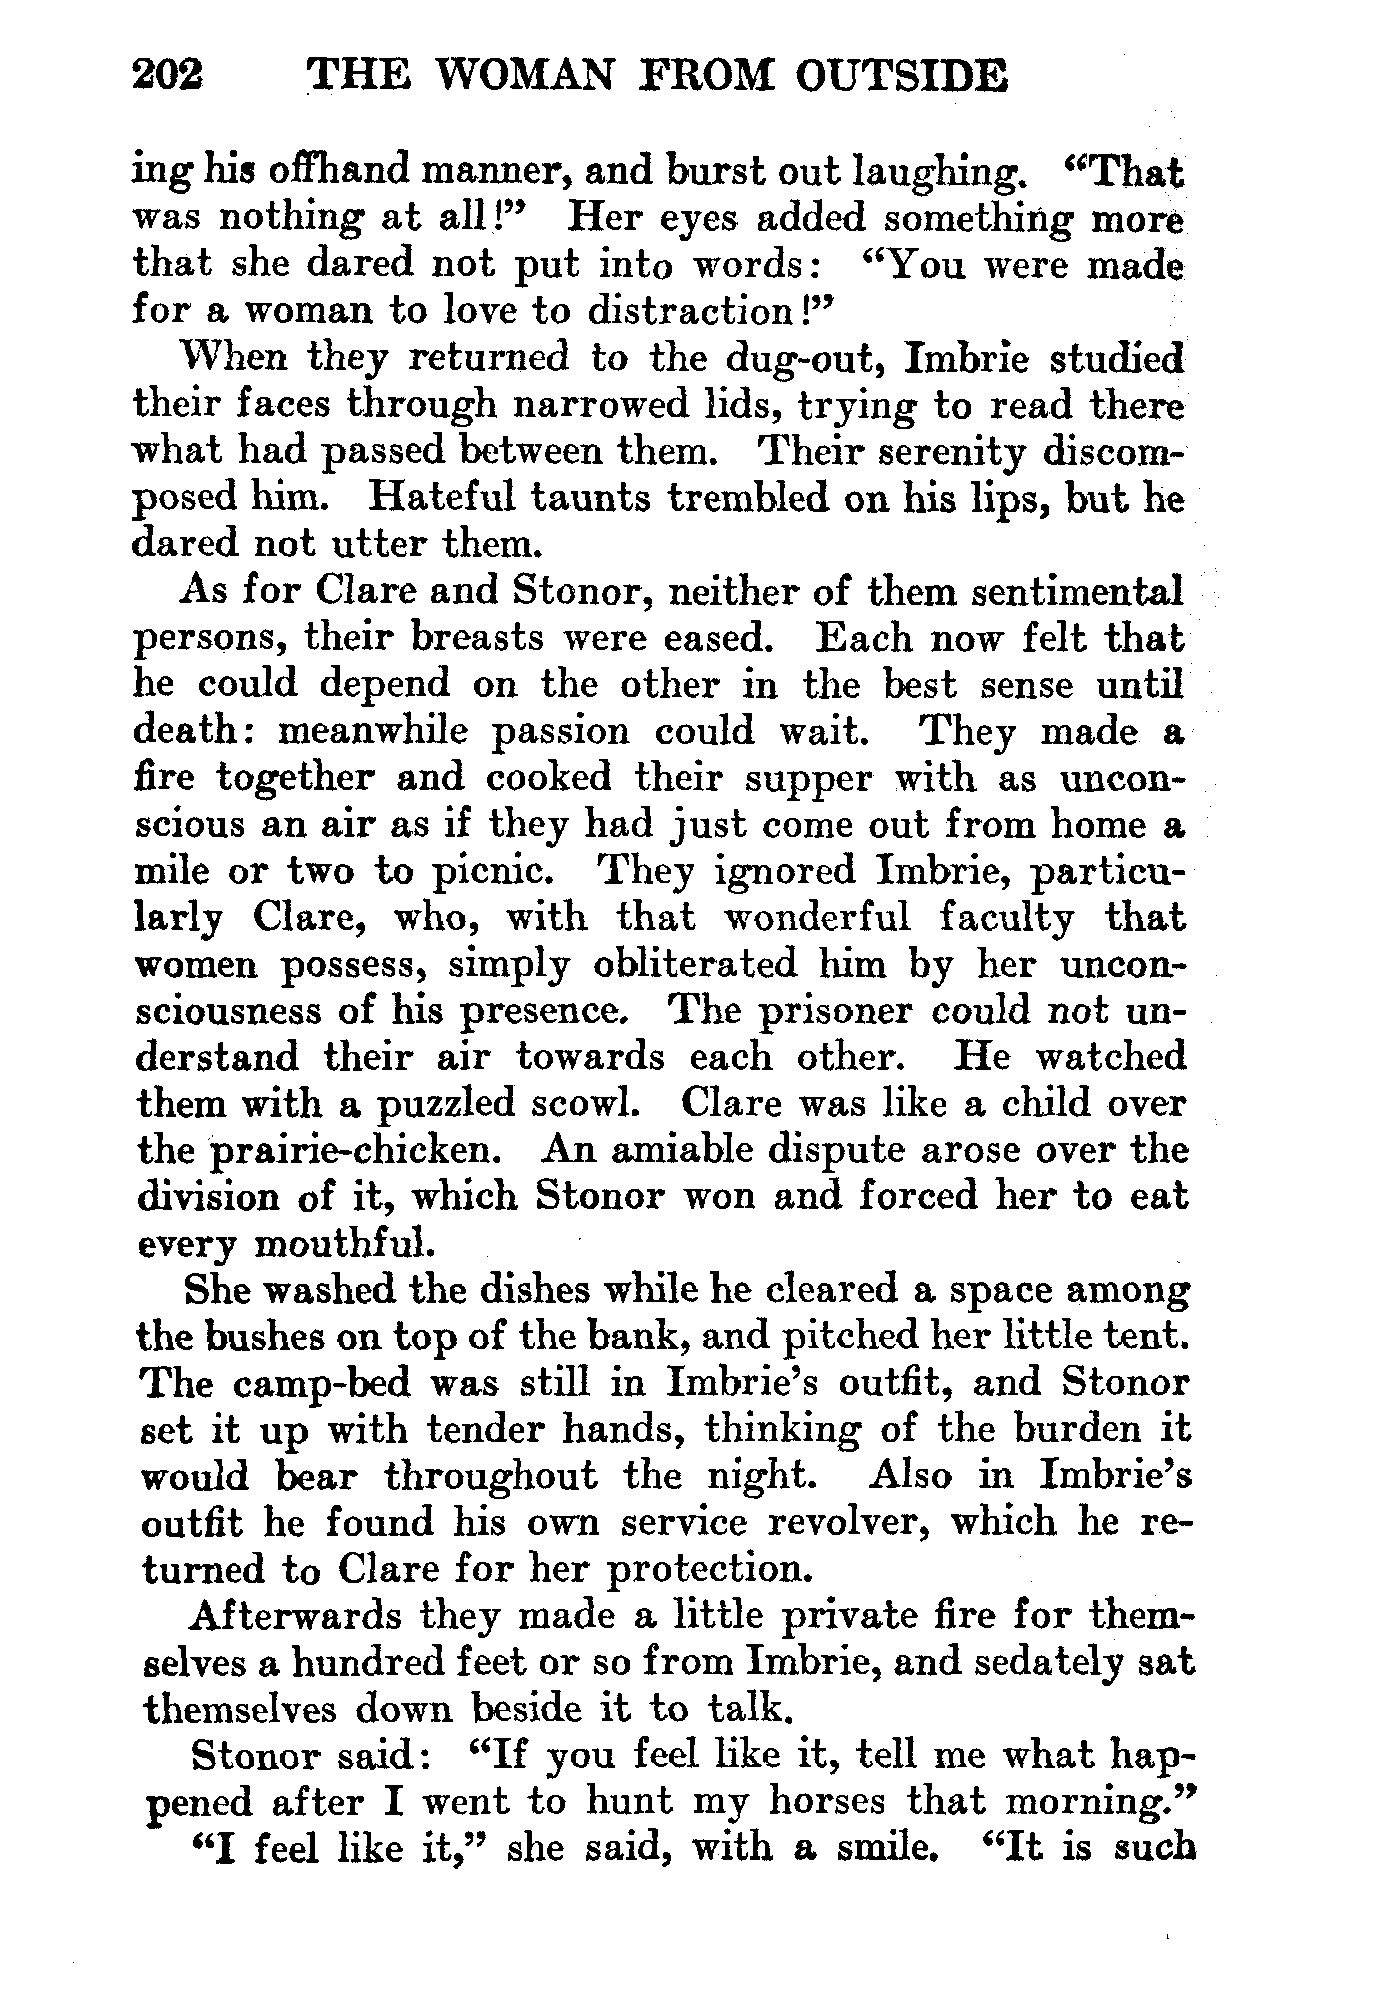 202 THE WOMAN FROM OUTSIDE
ing his offhand manner, and burst out laughing. “That
was nothing at all!” Her eyes added something more
that she dared not put into words: “You were made
for a woman to love to distraction!”
When they returned to the dug-out, Imbrie studied
their faces through narrowed lids, trying to read there
what had passed between them. Their serenity discom-
posed him. Hateful taunts trembled on his lips, but he
dared not utter them.
As for Clare and Stonor, neither of them sentimental
persons, their breasts were eased. Each now felt that
he could depend on the other in the best sense until
death: meanwhile passion could wait. They made a
fire together and cooked their supper with as uncon-
scious an air as if they had just come out from home a
mile or two to picnic. They ignored Imbrie, particu-
larly Clare, who, with that wonderful faculty that
women possess, simply obliterated him by her uncon-
sciousness of his presence. The prisoner could not un-
derstand their air towards each other. He watched
them with a puzzled scowl. Clare was like a child over
the prairie-chicken. An amiable dispute arose over the
division of it, which Stonor won and forced her to eat
every mouthful.
She washed the dishes while he cleared a space among
the bushes on top of the bank, and pitched her little tent.
The camp-bed was still in Imbrie’s outfit, and Stonor
set it up with tender hands, thinking of the burden it
would bear throughout the night. Also in Imbrie’s
outfit he found his own service revolver, which he re-
turned to Clare for her protection.
Afterwards they made a little private fire for them-
selves a hundred feet or so from Imbrie, and sedately sat
themselves down beside it to talk.
Stonor said: “If you feel like it, tell me what hap-
pened after I went to hunt my horses that morning.”
“I feel like it,” she said, with a smile. “It is such